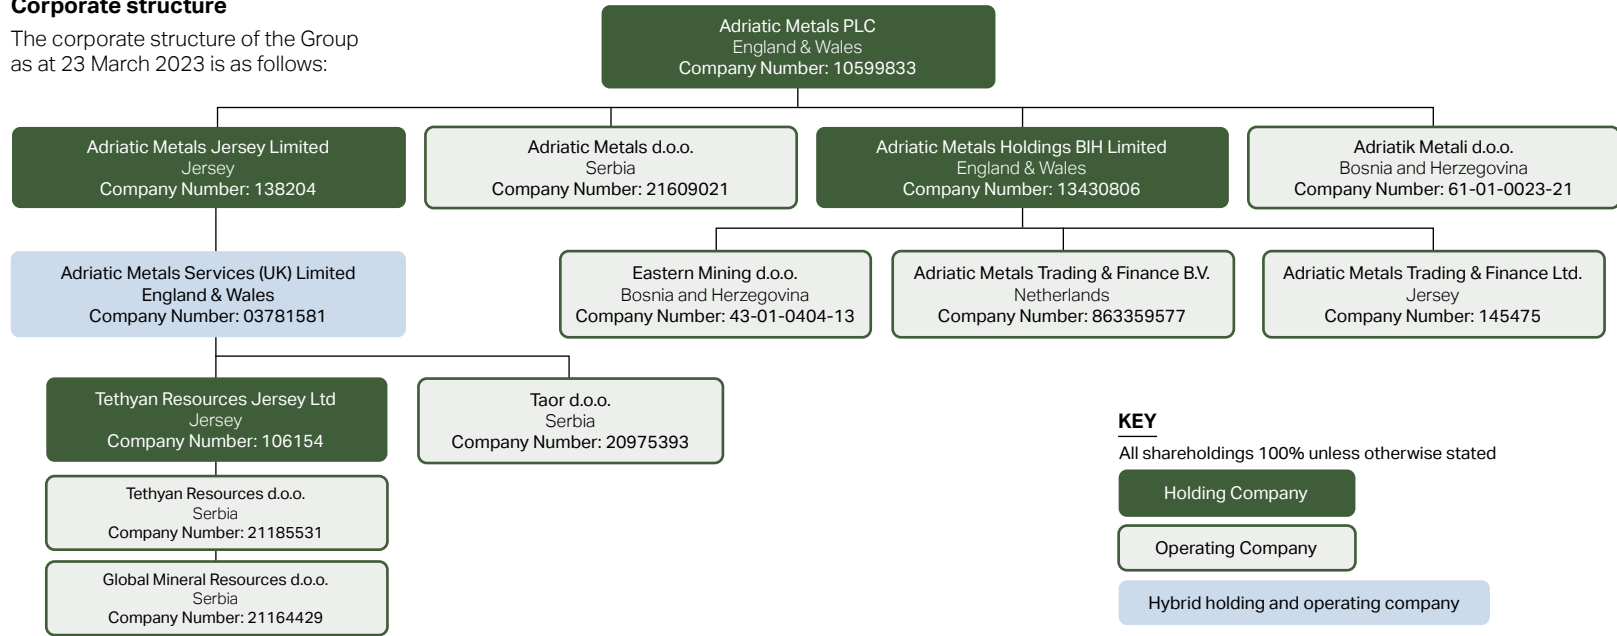 Corporate structure
The corporate structure of the Group
as at 23 March 2023 is as follows:
Adriatic Metals PLC
England & Wales
Company Number: 10599833
Adriatic Metals Jersey Limited
Jersey
Company Number: 138204
Adriatic Metals d.o.o.
Serbia
Company Number: 21609021
Adriatic Metals Holdings BIH Limited
England & Wales
Company Number: 13430806
Adriatik Metali d.o.o.
Bosnia and Herzegovina
Company Number: 61-01-0023-21
Adriatic Metals Services (UK) Limited
England & Wales
Company Number: 03781581
Eastern Mining d.o.o.
Bosnia and Herzegovina
Company Number: 43-01-0404-13
Adriatic Metals Trading & Finance B.V.
Netherlands
Company Number: 863359577
Adriatic Metals Trading & Finance Ltd.
Jersey
Company Number: 145475
Tethyan Resources Jersey Ltd
Jersey
Company Number: 106154
Taor d.o.o.
Serbia
Company Number: 20975393
Tethyan Resources d.o.o.
Serbia
Company Number: 21185531
Global Mineral Resources d.o.o.
Serbia
Company Number: 21164429
KEY
All shareholdings 100% unless otherwise stated
Holding Company
Operating Company
Hybrid holding and operating company